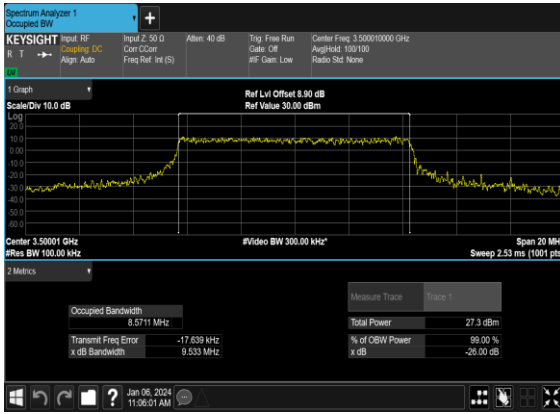 Spectrum Analyzer 1
Occupied BW
KEYSIGHT
R T
LW
Input: RF
Coupling: DC
Align: Auto
Input Z: 50 Ω
Corr CCorr
Freq Ref: Int (S)
Atten: 40 dB
Trig: Free Run
Gate: Off
#IF Gain: Low
Center Freq: 3.500010000 GHz
Avg|Hold: 100/100
Radio Std: None
1 Graph
Scale/Div 10.0 dB
Ref Lvl Offset 8.90 dB
Ref Value 30.00 dBm
Log
20.0
10.0
0.00
-10.0
-20.0
-30.0
-40.0
-50.0
-60.0
Center 3.50001 GHz
#Res BW 100.00 kHz
#Video BW 300.00 kHz*
Span 20 MH
Sweep 2.53 ms (1001 pts
2 Metrics
Measure Trace Trace 1
Occupied Bandwidth
8.5711 MHz
Total Power 27.3 dBm
Transmit Freq Error -17.639 kHz
% of OBW Power 99.00 %
x dB Bandwidth 9.533 MHz
x dB -26.00 dB
?
Jan 06, 2024
11:06:01 AM